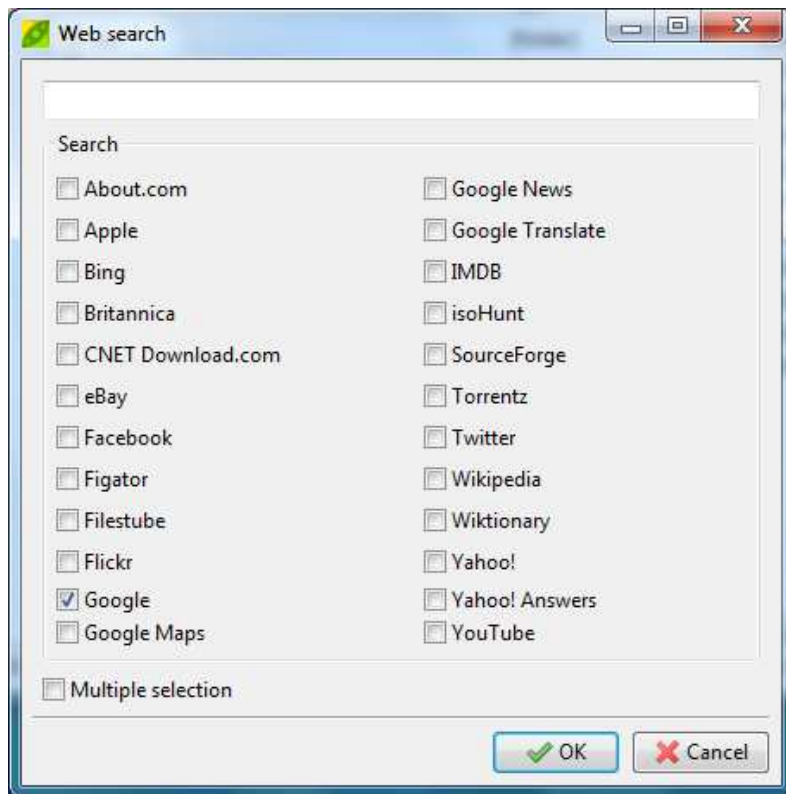 Web search
Search
About.com
Apple
Bing
Britannica
CNET Download.com
eBay
Facebook
Figator
Filestube
Flickr
Google
Google Maps
Google News
Google Translate
IMDB
isoHunt
SourceForge
Torrentz
Twitter
Wikipedia
Wiktionary
Yahoo!
Yahoo! Answers
YouTube
Multiple selection
OK
Cancel